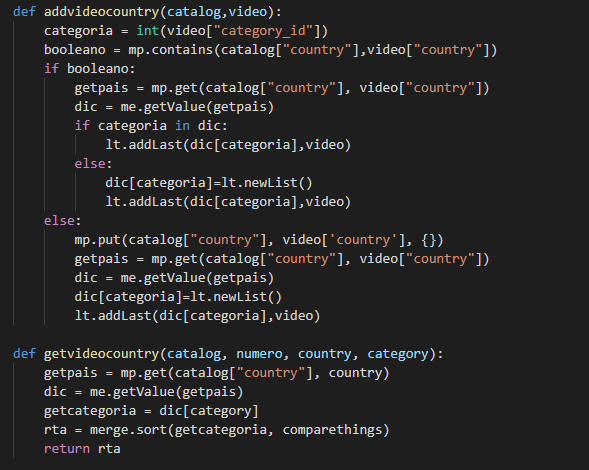 def addvideocountry(catalog,video):
    categoria = int(video["category_id"])
    booleano = mp.contains(catalog["country"],video["country"])
    if booleano:
        getpais = mp.get(catalog["country"], video["country"])
        dic = me.getValue(getpais)
        if categoria in dic:
            lt.addLast(dic[categoria],video)
        else:
            dic[categoria]=lt.newList()
            lt.addLast(dic[categoria],video)
    else:
        mp.put(catalog["country"], video['country'], {})
        getpais = mp.get(catalog["country"], video["country"])
        dic = me.getValue(getpais)
        dic[categoria]=lt.newList()
        lt.addLast(dic[categoria],video)

def getvideocountry(catalog, numero, country, category):
    getpais = mp.get(catalog["country"], country)
    dic = me.getValue(getpais)
    getcategoria = dic[category]
    rta = merge.sort(getcategoria, comparethings)
    return rta